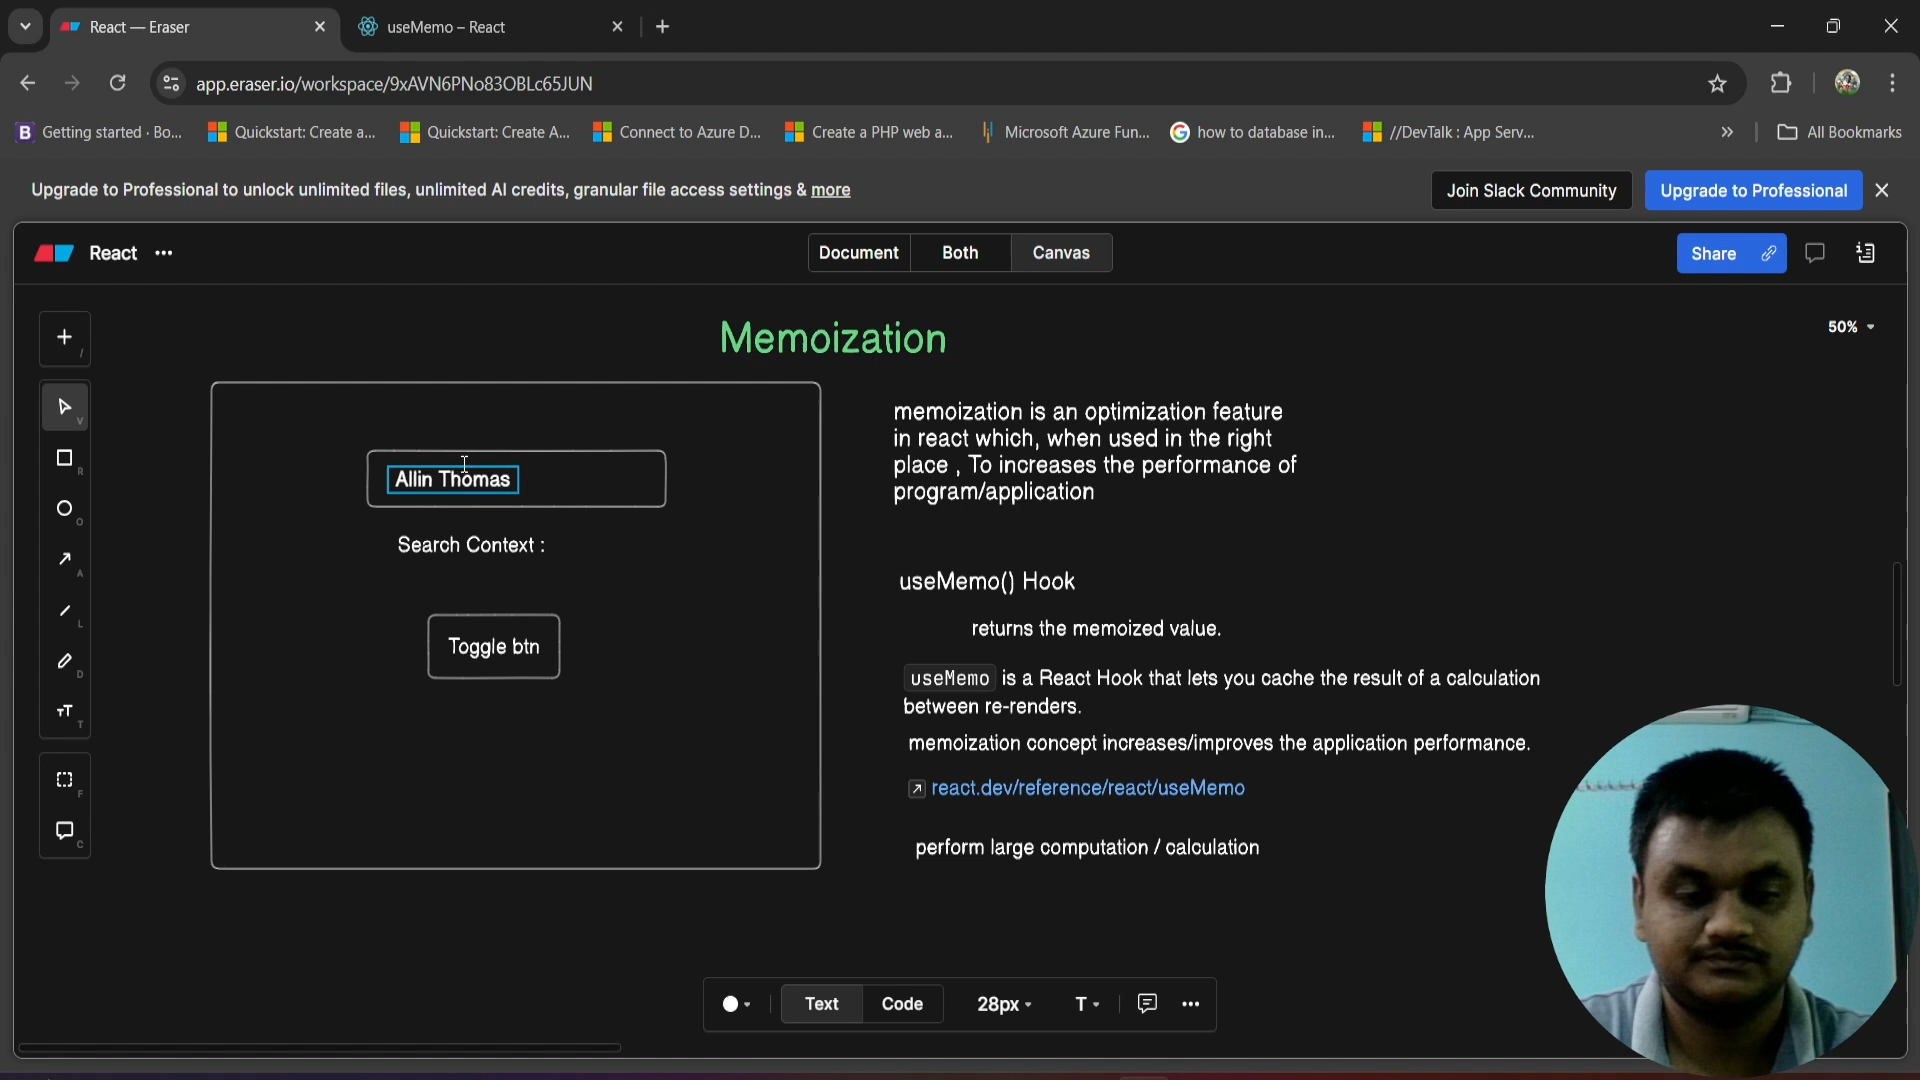 React — Eraser
useMemo – React
app.eraser.io/workspace/9xAVN6PNo83OBLc65JUN
Getting started · Bo...
Quickstart: Create a...
Quickstart: Create A...
Connect to Azure D...
Create a PHP web a...
Microsoft Azure Fun...
how to database in...
//DevTalk : App Serv...
All Bookmarks
Upgrade to Professional to unlock unlimited files, unlimited AI credits, granular file access settings & more
Join Slack Community
Upgrade to Professional
React
Document
Both
Canvas
Share
50%
Memoization
Allin Thomas
Search Context :
Toggle btn
memoization is an optimization feature
in react which, when used in the right
place , To increases the performance of
program/application
useMemo() Hook
returns the memoized value.
useMemo is a React Hook that lets you cache the result of a calculation
between re-renders.
memoization concept increases/improves the application performance.
react.dev/reference/react/useMemo
perform large computation / calculation
/
V
R
O
A
L
D
T
F
C
Text
Code
28px
T